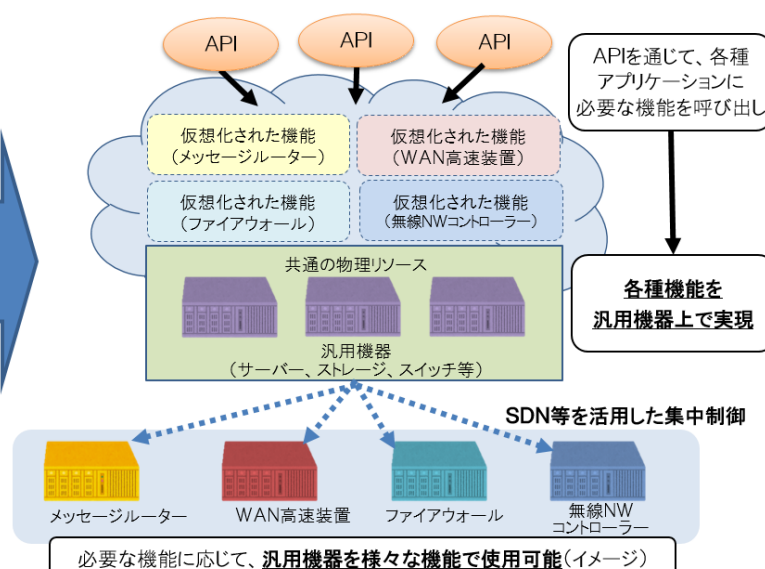 API
API
API
APIを通じて、各種
アプリケーションに
必要な機能を呼び出し
仮想化された機能
（メッセージルーター）
仮想化された機能
（WAN高速装置）
仮想化された機能
（ファイアウォール）
仮想化された機能
（無線NWコントローラー）
共通の物理リソース
汎用機器
（サーバー、ストレージ、スイッチ等）
各種機能を
汎用機器上で実現
SDN等を活用した集中制御
メッセージルーター
WAN高速装置
ファイアウォール
無線NW
コントローラー
必要な機能に応じて、汎用機器を様々な機能で使用可能（イメージ）